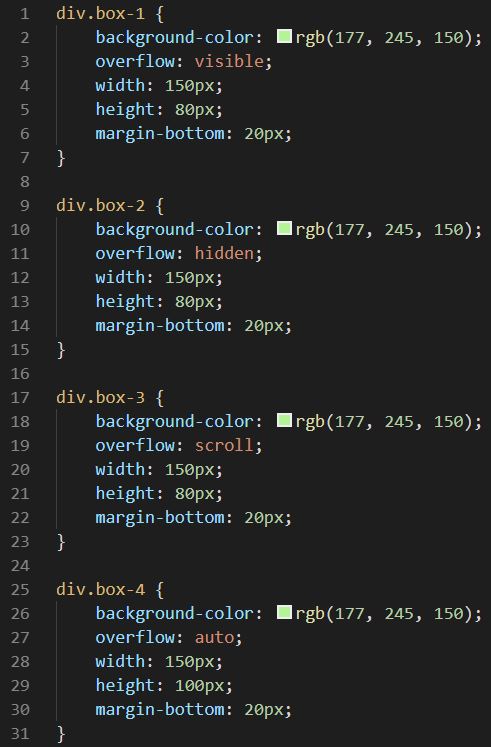 1 div.box-1 {
2     background-color: rgb(177, 245, 150);
3     overflow: visible;
4     width: 150px;
5     height: 80px;
6     margin-bottom: 20px;
7 }
8
9 div.box-2 {
10     background-color: rgb(177, 245, 150);
11     overflow: hidden;
12     width: 150px;
13     height: 80px;
14     margin-bottom: 20px;
15 }
16
17 div.box-3 {
18     background-color: rgb(177, 245, 150);
19     overflow: scroll;
20     width: 150px;
21     height: 80px;
22     margin-bottom: 20px;
23 }
24
25 div.box-4 {
26     background-color: rgb(177, 245, 150);
27     overflow: auto;
28     width: 150px;
29     height: 100px;
30     margin-bottom: 20px;
31 }